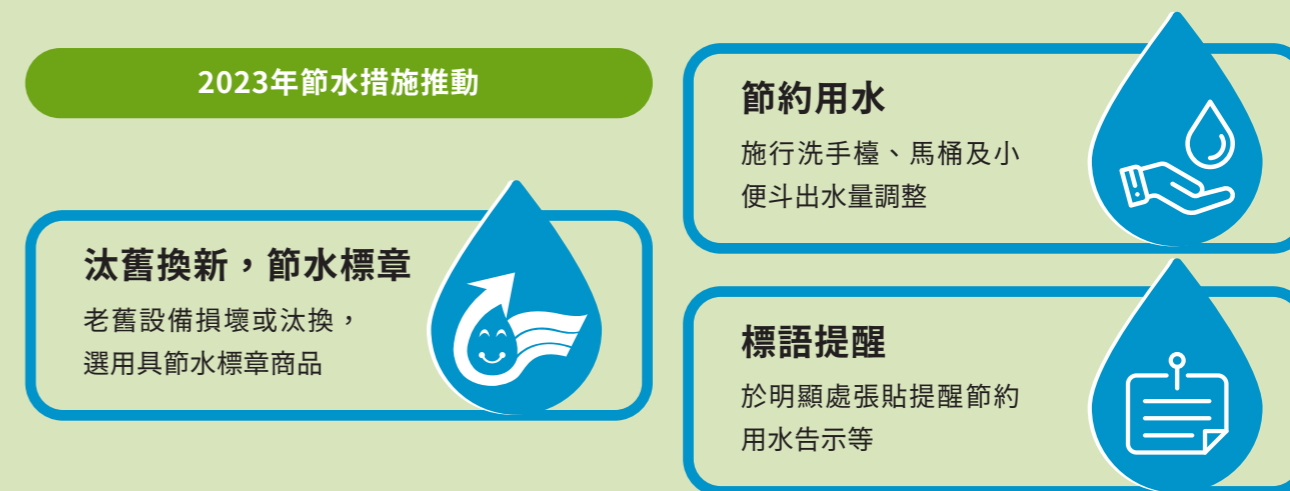 2023年節水措施推動
汰舊換新，節水標章
老舊設備損壞或汰換，
選用具節水標章商品
節約用水
施行洗手檯、馬桶及小
便斗出水量調整
標語提醒
於明顯處張貼提醒節約
用水告示等